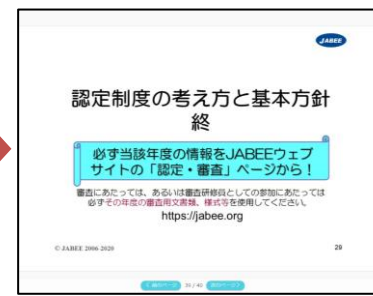 JABEE
認定制度の考え方と基本方針
終
必ず当該年度の情報をJABEEウェブ
サイトの「認定・審査」ページから！
審査にあたっては、あるいは審査研修員としての参加にあたっては
必ずその年度の審査用文書類、様式等を使用してください。
https://jabee.org
© JABEE 2006-2020
29